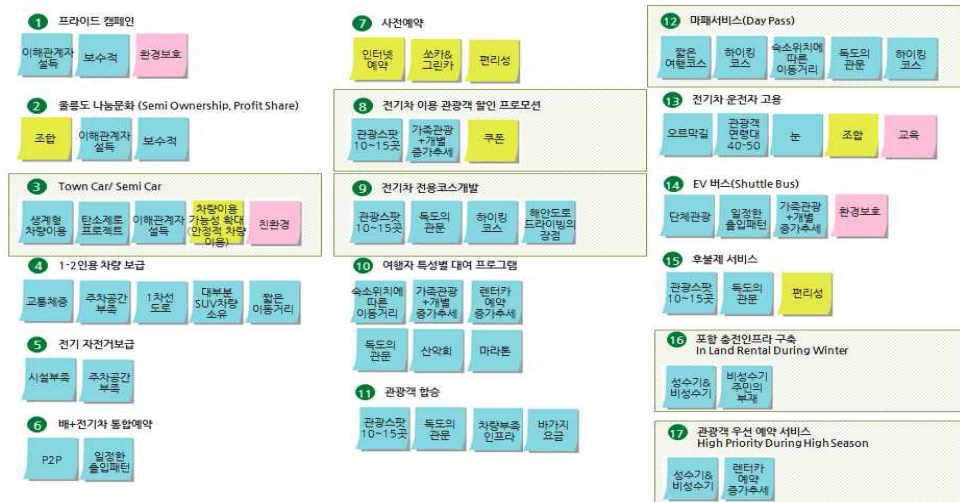 1 프라이드 캠페인
이해관계자
설득
보수적
환경보호
2 울릉도 나눔문화 (Semi Ownership, Profit Share)
조합
이해관계자
설득
보수적
3 Town Car/ Semi Car
생계형
차량이용
탄소제로
프로젝트
이해관계자
설득
차량이용
가능성 확대
(안정적 차량
이용)
친환경
4 1-2인용 차량 보급
교통체증
주차공간
부족
1차선
도로
대부분
SUV차량
소유
짧은
이동거리
5 전기 자전거보급
시설부족
주차공간
부족
6 배+전기차 통합예약
P2P
일정한
출입패턴
7 사전예약
인터넷
예약
쏘카&
그린카
편리성
8 전기차 이용 관광객 할인 프로모션
관광스팟
10~15곳
가족관광
+개별
증가추세
쿠폰
9 전기차 전용코스개발
관광스팟
10~15곳
독도의
관문
하이킹
코스
해안도로
드라이빙의
장점
10 여행자 특성별 대여 프로그램
숙소위치에
따른
이동거리
가족관광
+개별
증가추세
렌터카
예약
증가추세
독도의
관문
산악회
마라톤
11 관광객 합승
관광스팟
10~15곳
독도의
관문
차량부족
인프라
바가지
요금
12 마패서비스(Day Pass)
짧은
여행코스
하이킹
코스
숙소위치에
따른
이동거리
독도의
관문
하이킹
코스
13 전기차 운전자 고용
오르막길
관광객
연령대
40-50
눈
조합
교육
14 EV 버스(Shuttle Bus)
단체관광
일정한
출입패턴
가족관광
+개별
증가추세
환경보호
15 후불제 서비스
관광스팟
10~15곳
독도의
관문
편리성
16 포항 충전인프라 구축
In Land Rental During Winter
성수기&
비성수기
비성수기
주민의
부재
17 관광객 우선 예약 서비스
High Priority During High Season
성수기&
비성수기
렌터카
예약
증가추세